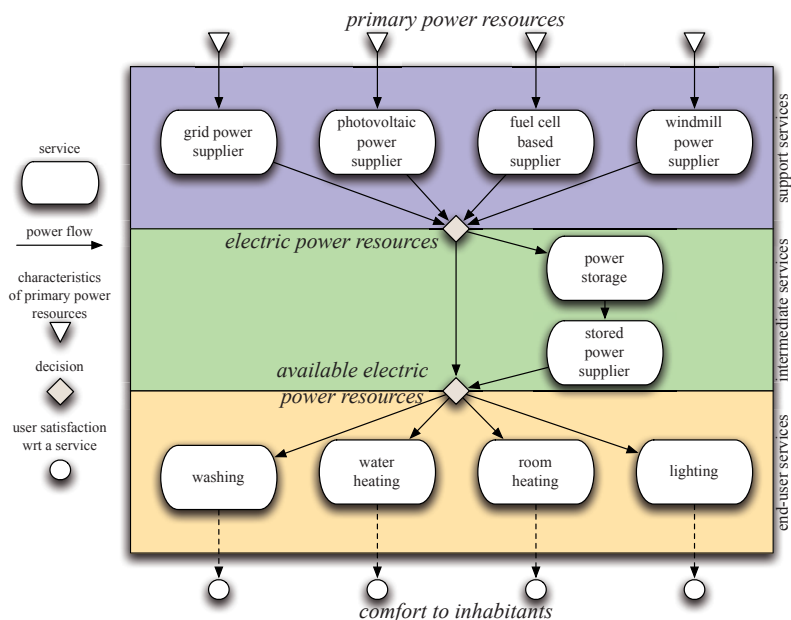 primary power resources
grid power
supplier
photovoltaic
power
supplier
fuel cell
based
supplier
windmill
power
supplier
support services
service
power flow
characteristics
of primary power
resources
decision
user satisfaction
wrt a service
electric power resources
power
storage
stored
power
supplier
intermediate services
available electric
power resources
washing
water
heating
room
heating
lighting
end-user services
comfort to inhabitants